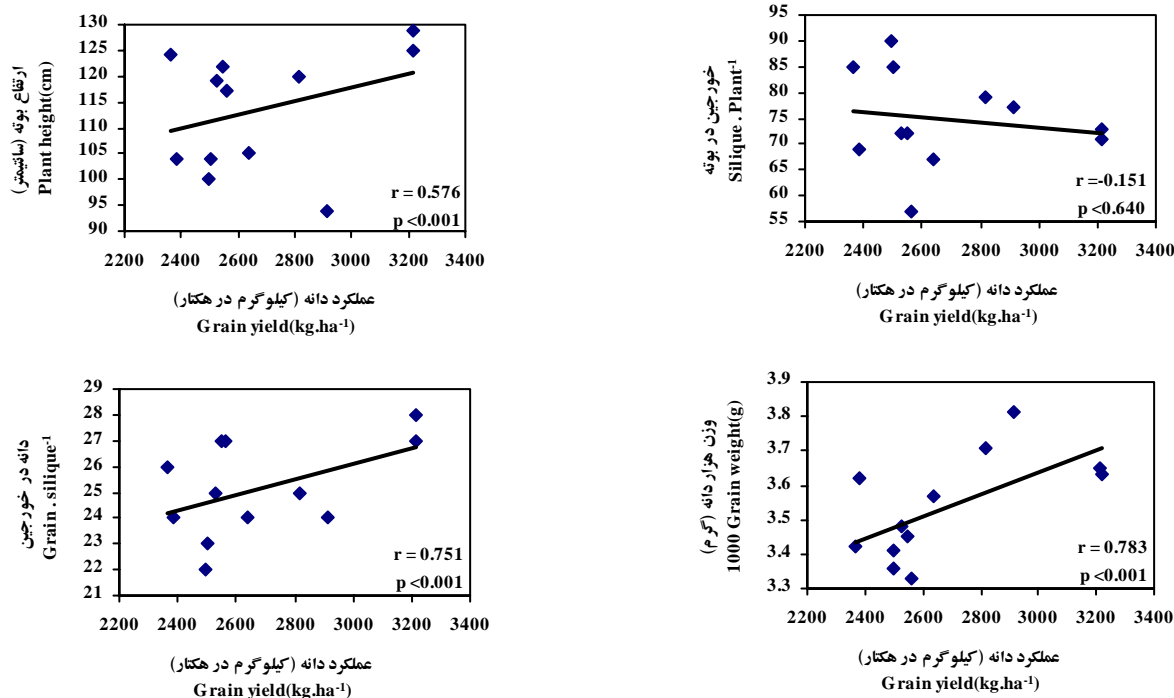 ارتفاع بوته (سانتیمتر)
Plant height(cm)
130
125
120
115
110
105
100
95
90
r = 0.576
p <0.001
2200 2400 2600 2800 3000 3200 3400
عملکرد دانه (کیلوگرم در هکتار)
Grain yield(kg.ha⁻¹)
خورجین در بوته
Silique . Plant⁻¹
95
90
85
80
75
70
65
60
55
r =-0.151
p <0.640
2200 2400 2600 2800 3000 3200 3400
عملکرد دانه (کیلوگرم در هکتار)
Grain yield(kg.ha⁻¹)
دانه در خورجین
Grain . silique⁻¹
29
28
27
26
25
24
23
22
21
r = 0.751
p <0.001
2200 2400 2600 2800 3000 3200 3400
عملکرد دانه (کیلوگرم در هکتار)
Grain yield(kg.ha⁻¹)
وزت هزار دانه (گرم)
1000 Grain weight(g)
3.9
3.8
3.7
3.6
3.5
3.4
3.3
r = 0.783
p <0.001
2200 2400 2600 2800 3000 3200 3400
عملکرد دانه (کیلوگرم در هکتار)
Grain yield(kg.ha⁻¹)